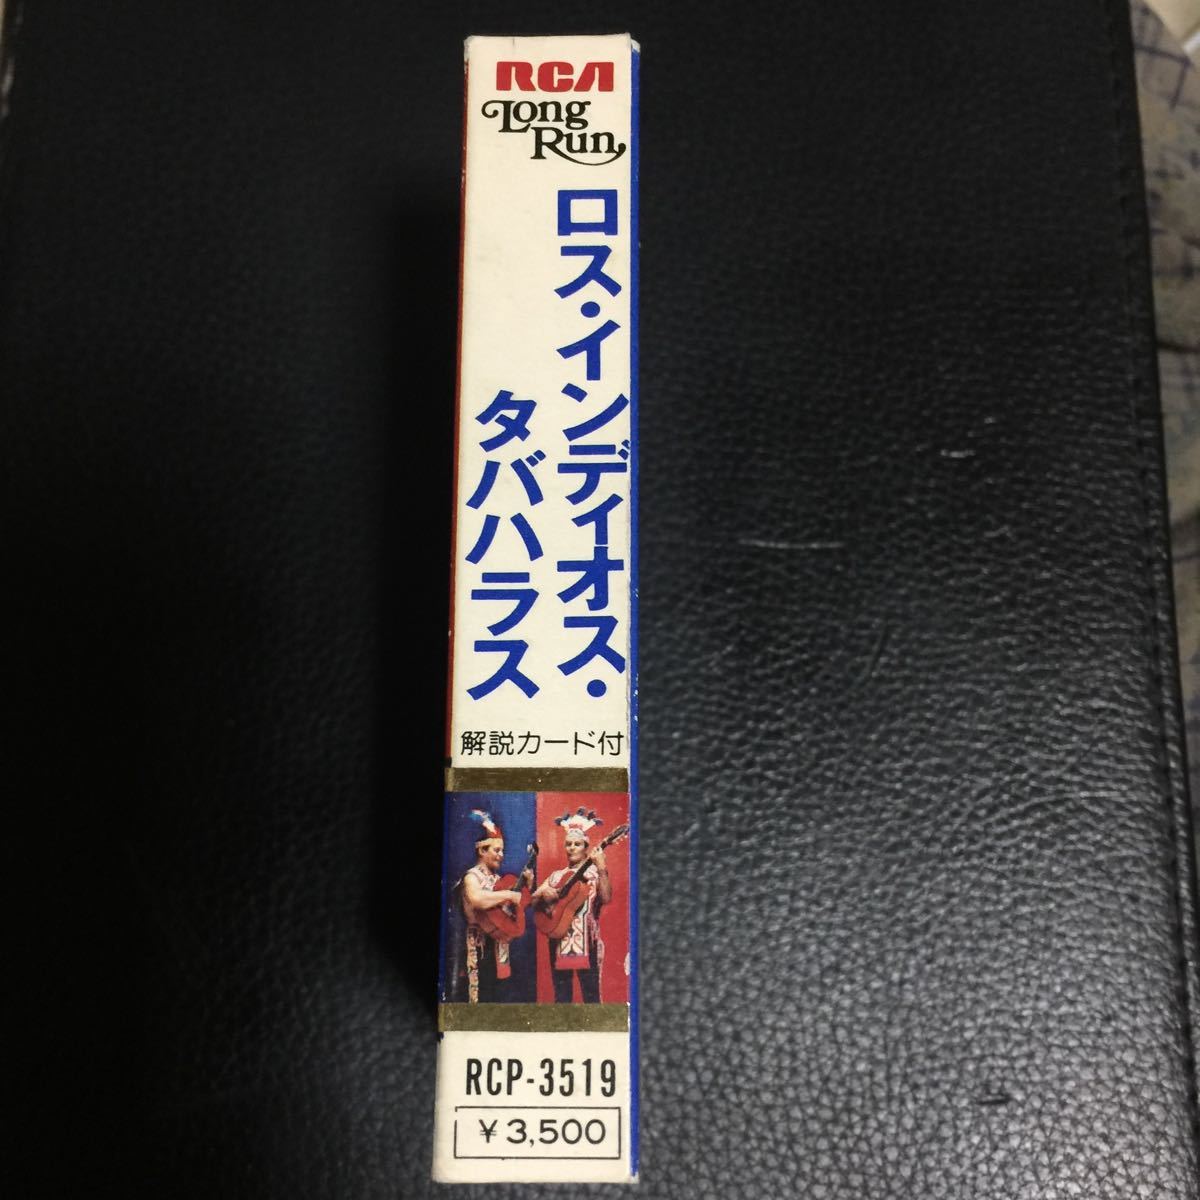 RCA
Long
Run
ロス・インディオス・
タバハラス
解説カード付
RCP-3519
¥3,500